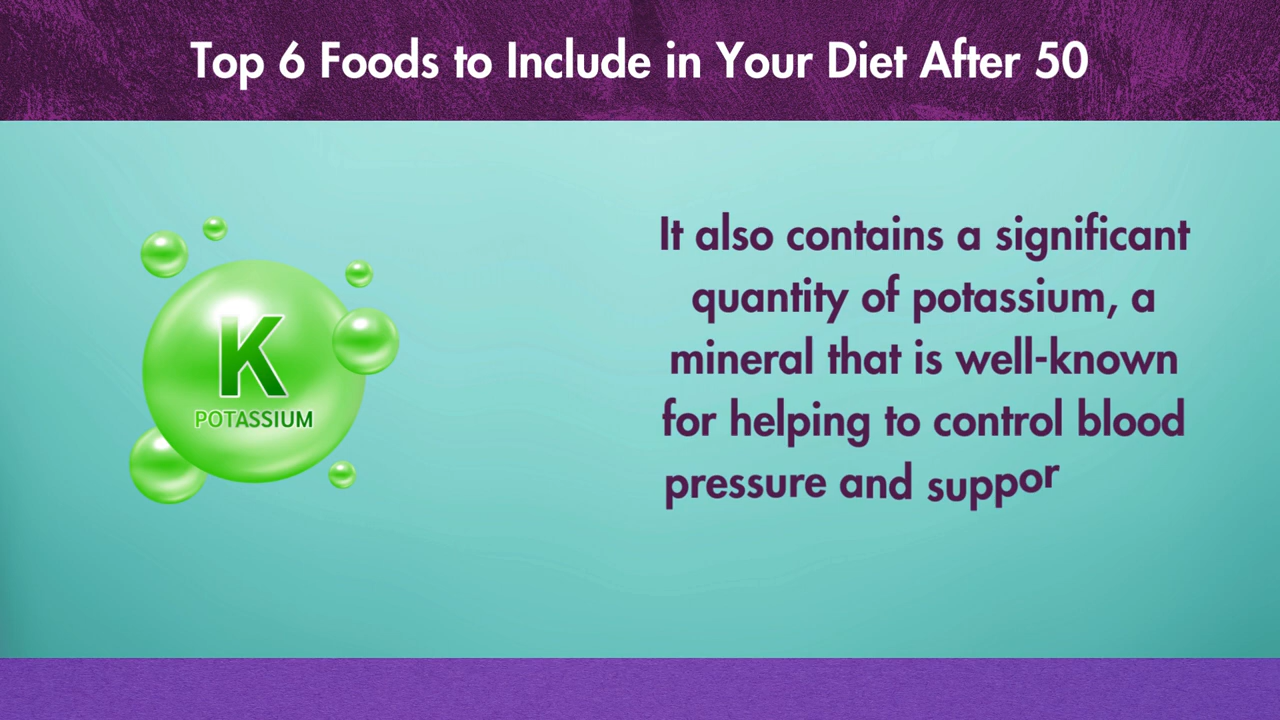 Top 6 Foods to Include in Your Diet After 50
K
POTASSIUM
It also contains a significant
quantity of potassium, a
mineral that is well-known
for helping to control blood
pressure and suppor